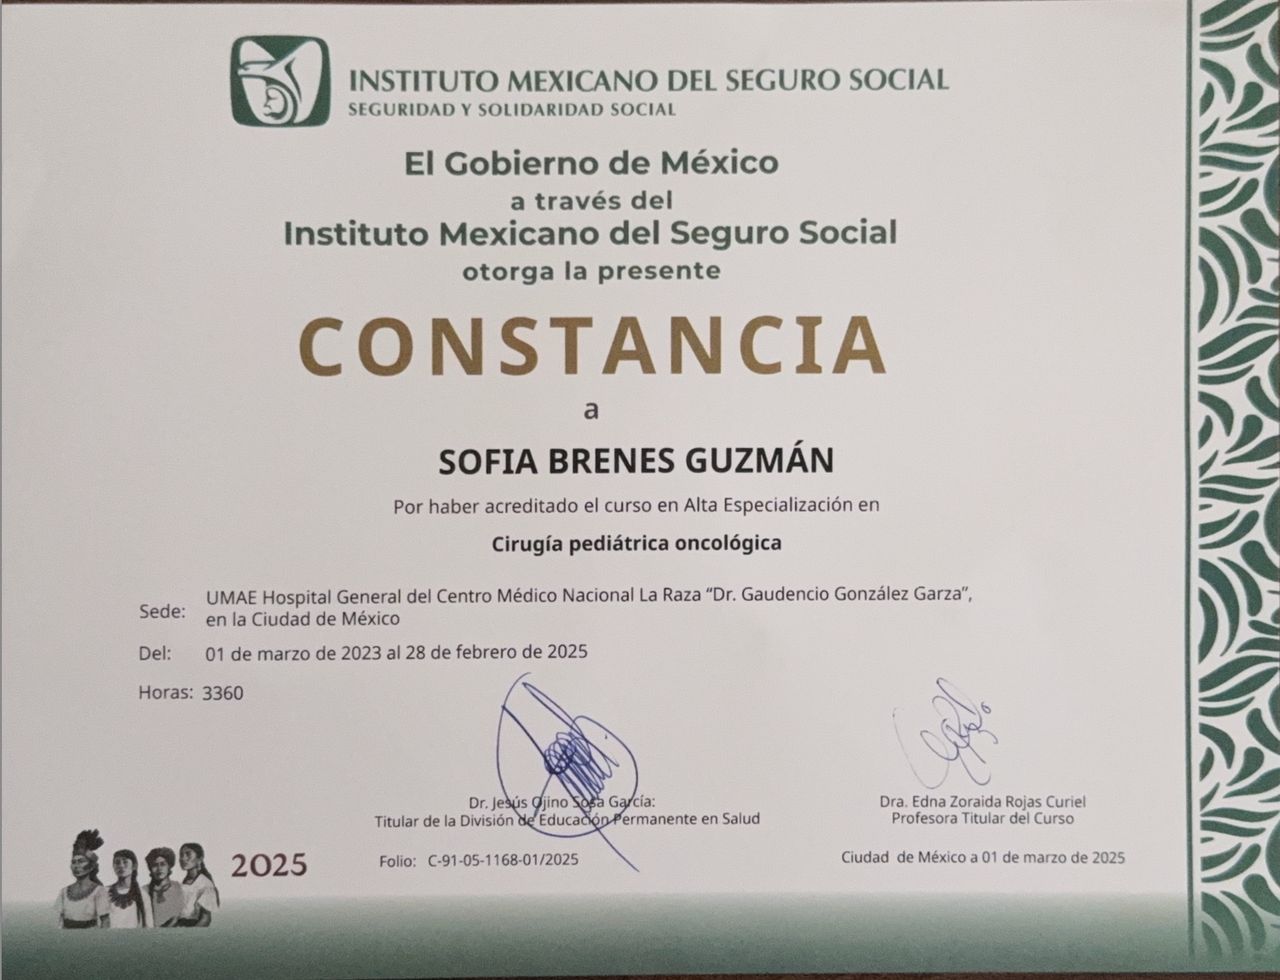 INSTITUTO MEXICANO DEL SEGURO SOCIAL
SEGURIDAD Y SOLIDARIDAD SOCIAL
El Gobierno de México
a través del
Instituto Mexicano del Seguro Social
otorga la presente
CONSTANCIA
a
SOFIA BRENES GUZMÁN
Por haber acreditado el curso en Alta Especialización en
Cirugía pediátrica oncológica
Sede: UMAE Hospital General del Centro Médico Nacional La Raza “Dr. Gaudencio González Garza”,
en la Ciudad de México
Del: 01 de marzo de 2023 al 28 de febrero de 2025
Horas: 3360
Dr. Jesús Ojino Sosa García:
Titular de la División de Educación Permanente en Salud
Dra. Edna Zoraida Rojas Curiel
Profesora Titular del Curso
2025
Folio: C-91-05-1168-01/2025
Ciudad de México a 01 de marzo de 2025